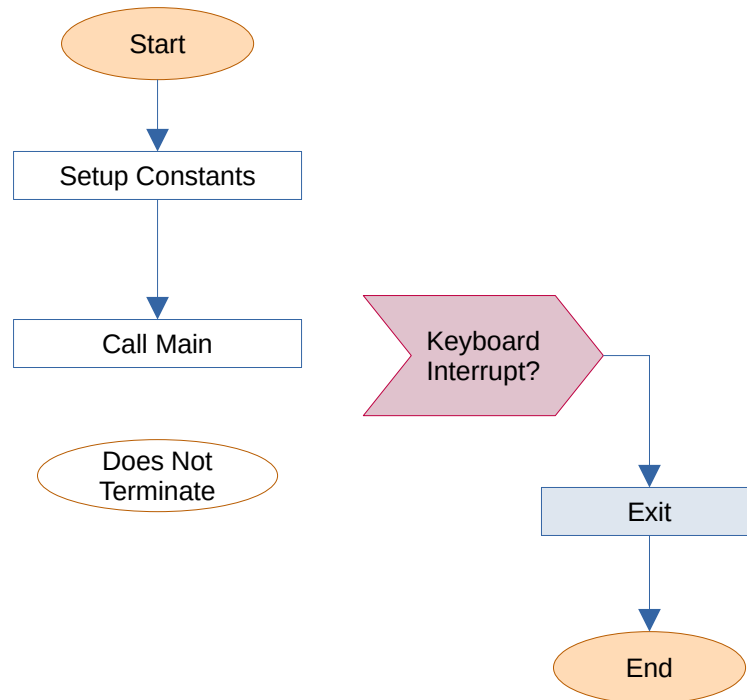 Start
Setup Constants
Call Main
Does Not
Terminate
Keyboard
Interrupt?
Exit
End